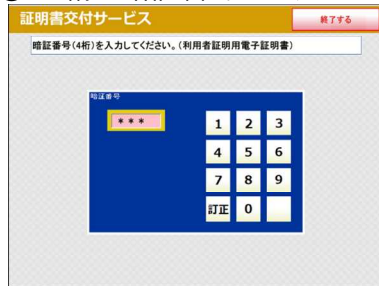 証明書交付サービス
終了する
暗証番号(4桁)を入力してください。(利用者証明用電子証明書)
暗証番号
***
1 2 3
4 5 6
7 8 9
訂正 0